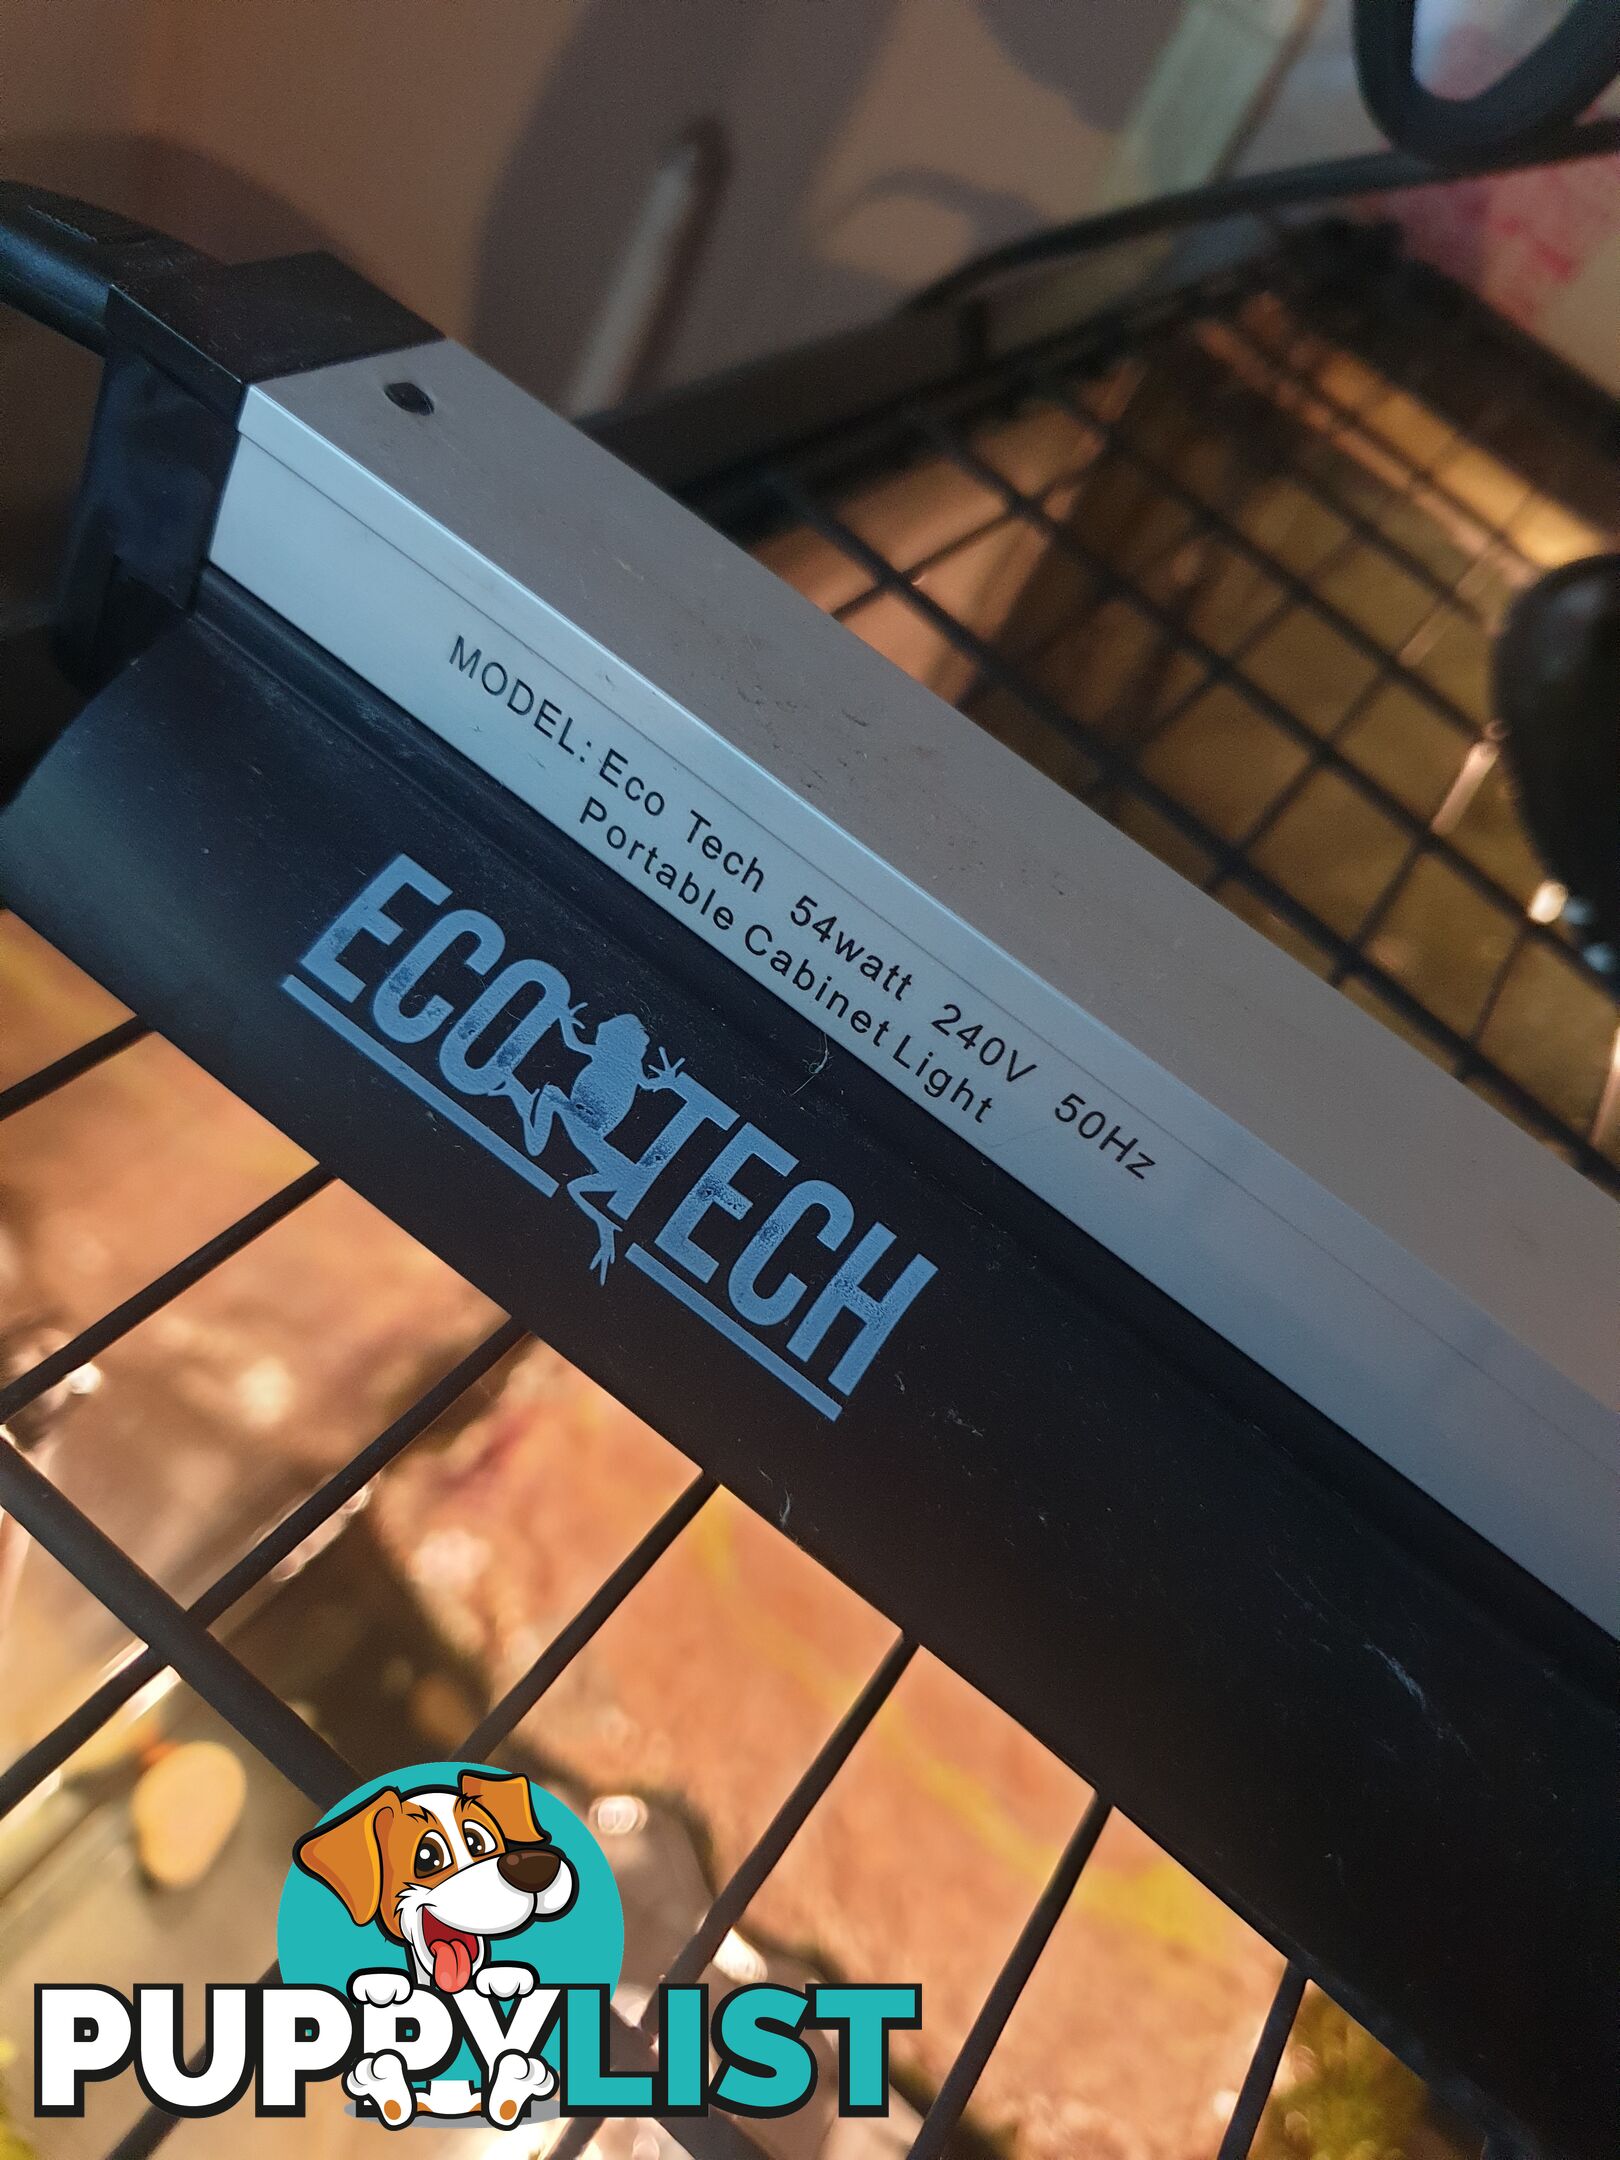 MODEL: Eco Tech 54watt 240V 50Hz
Portable Cabinet Light
ECO TECH
PUPPYLIST